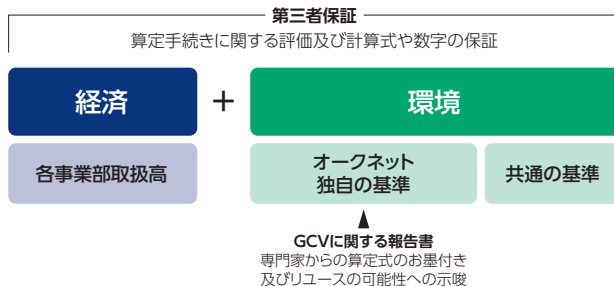 第三者保証
算定手続きに関する評価及び計算式や数字の保証
経済
+
環境
各事業部取扱高
オークネット
独自の基準
共通の基準
GCVに関する報告書
専門家からの算定式のお墨付き
及びリユースの可能性への示唆